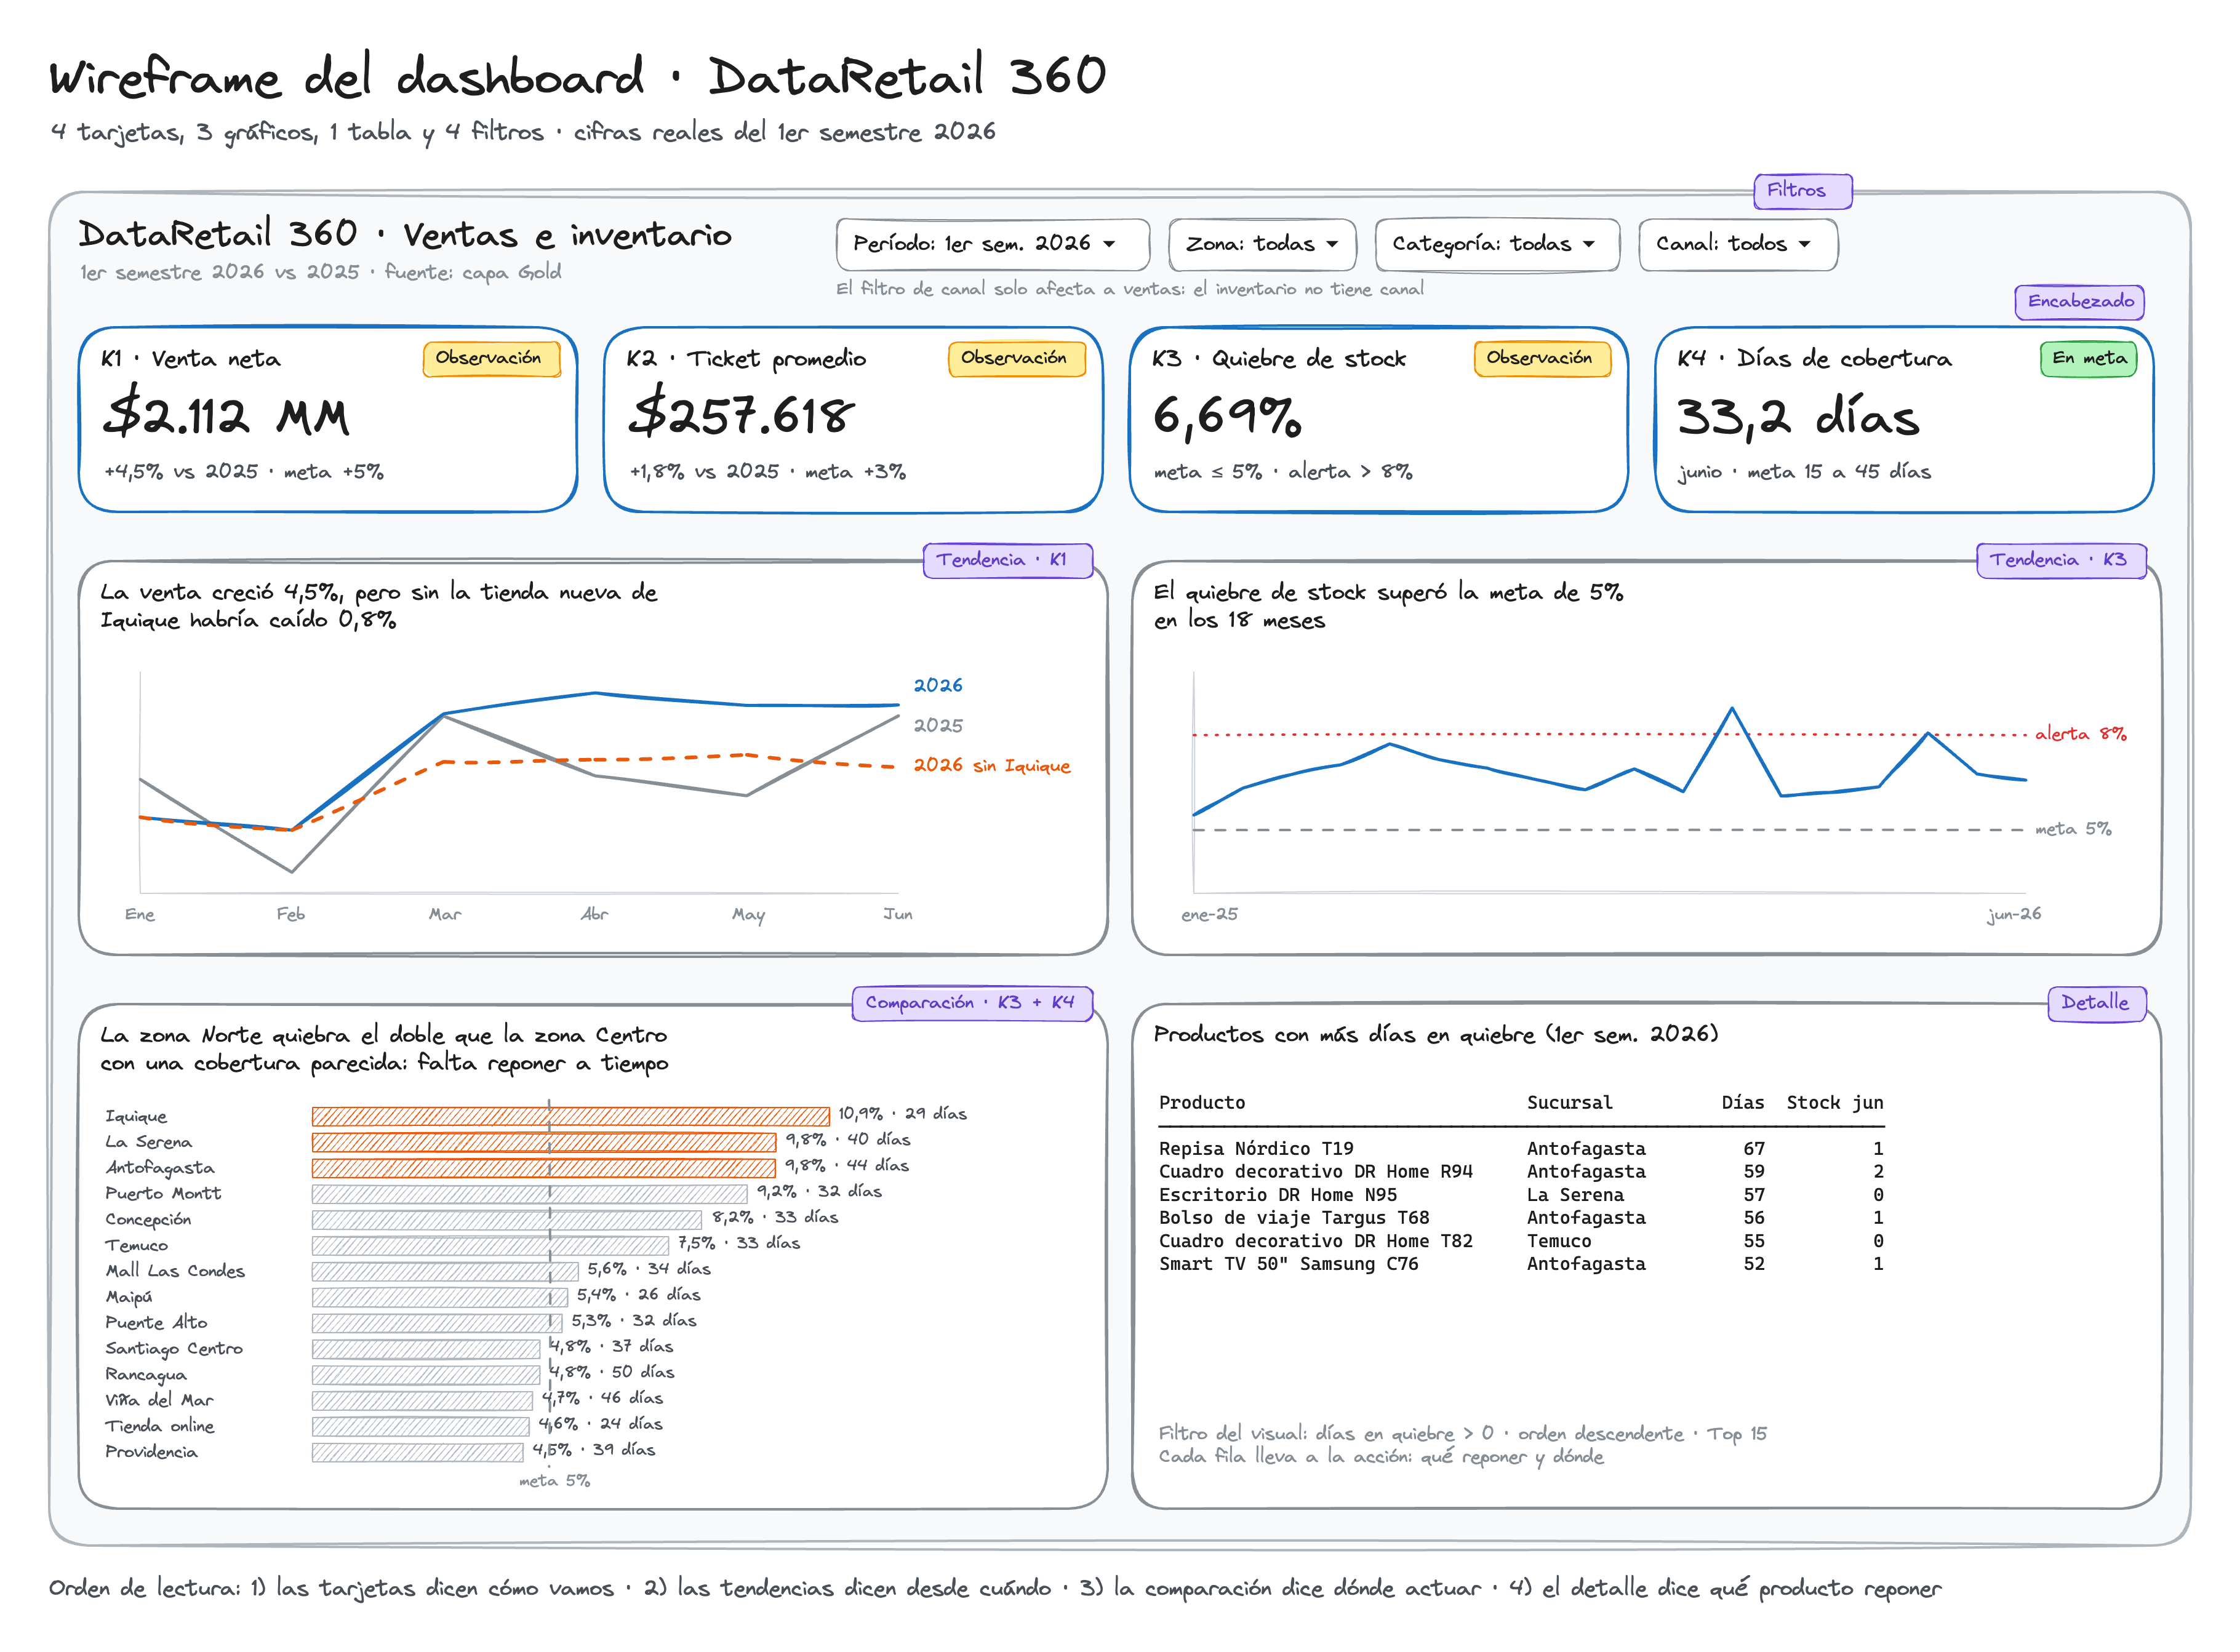 Wireframe del dashboard · DataRetail 360
4 tarjetas, 3 gráficos, 1 tabla y 4 filtros · cifras reales del 1er semestre 2026
Filtros
DataRetail 360 · Ventas e inventario
1er semestre 2026 vs 2025 · fuente: capa Gold
Período: 1er sem. 2026
Zona: todas
Categoría: todas
Canal: todos
El filtro de canal solo afecta a ventas: el inventario no tiene canal
Encabezado
K1 · Venta neta
Observación
$2.112 MM
+4,5% vs 2025 · meta +5%
K2 · Ticket promedio
Observación
$257.618
+1,8% vs 2025 · meta +3%
K3 · Quiebre de stock
Observación
6,69%
meta ≤ 5% · alerta > 8%
K4 · Días de cobertura
En meta
33,2 días
junio · meta 15 a 45 días
Tendencia · K1
La venta creció 4,5%, pero sin la tienda nueva de
Iquique habría caído 0,8%
2026
2025
2026 sin Iquique
Ene Feb Mar Abr May Jun
Tendencia · K3
El quiebre de stock superó la meta de 5%
en los 18 meses
alerta 8%
meta 5%
ene-25 jun-26
Comparación · K3 + K4
La zona Norte quiebra el doble que la zona Centro
con una cobertura parecida: falta reponer a tiempo
Iquique 10,9% · 29 días
La Serena 9,8% · 40 días
Antofagasta 9,8% · 44 días
Puerto Montt 9,2% · 32 días
Concepción 8,2% · 33 días
Temuco 7,5% · 33 días
Mall Las Condes 5,6% · 34 días
Maipú 5,4% · 26 días
Puente Alto 5,3% · 32 días
Santiago Centro 4,8% · 37 días
Rancagua 4,8% · 50 días
Viña del Mar 4,7% · 46 días
Tienda online 4,6% · 24 días
Providencia 4,5% · 39 días
meta 5%
Detalle
Productos con más días en quiebre (1er sem. 2026)
Producto Sucursal Días Stock jun
Repisa Nórdico T19 Antofagasta 67 1
Cuadro decorativo DR Home R94 Antofagasta 59 2
Escritorio DR Home N95 La Serena 57 0
Bolso de viaje Targus T68 Antofagasta 56 1
Cuadro decorativo DR Home T82 Temuco 55 0
Smart TV 50" Samsung C76 Antofagasta 52 1
Filtro del visual: días en quiebre > 0 · orden descendente · Top 15
Cada fila lleva a la acción: qué reponer y dónde
Orden de lectura: 1) las tarjetas dicen cómo vamos · 2) las tendencias dicen desde cuándo · 3) la comparación dice dónde actuar · 4) el detalle dice qué producto reponer